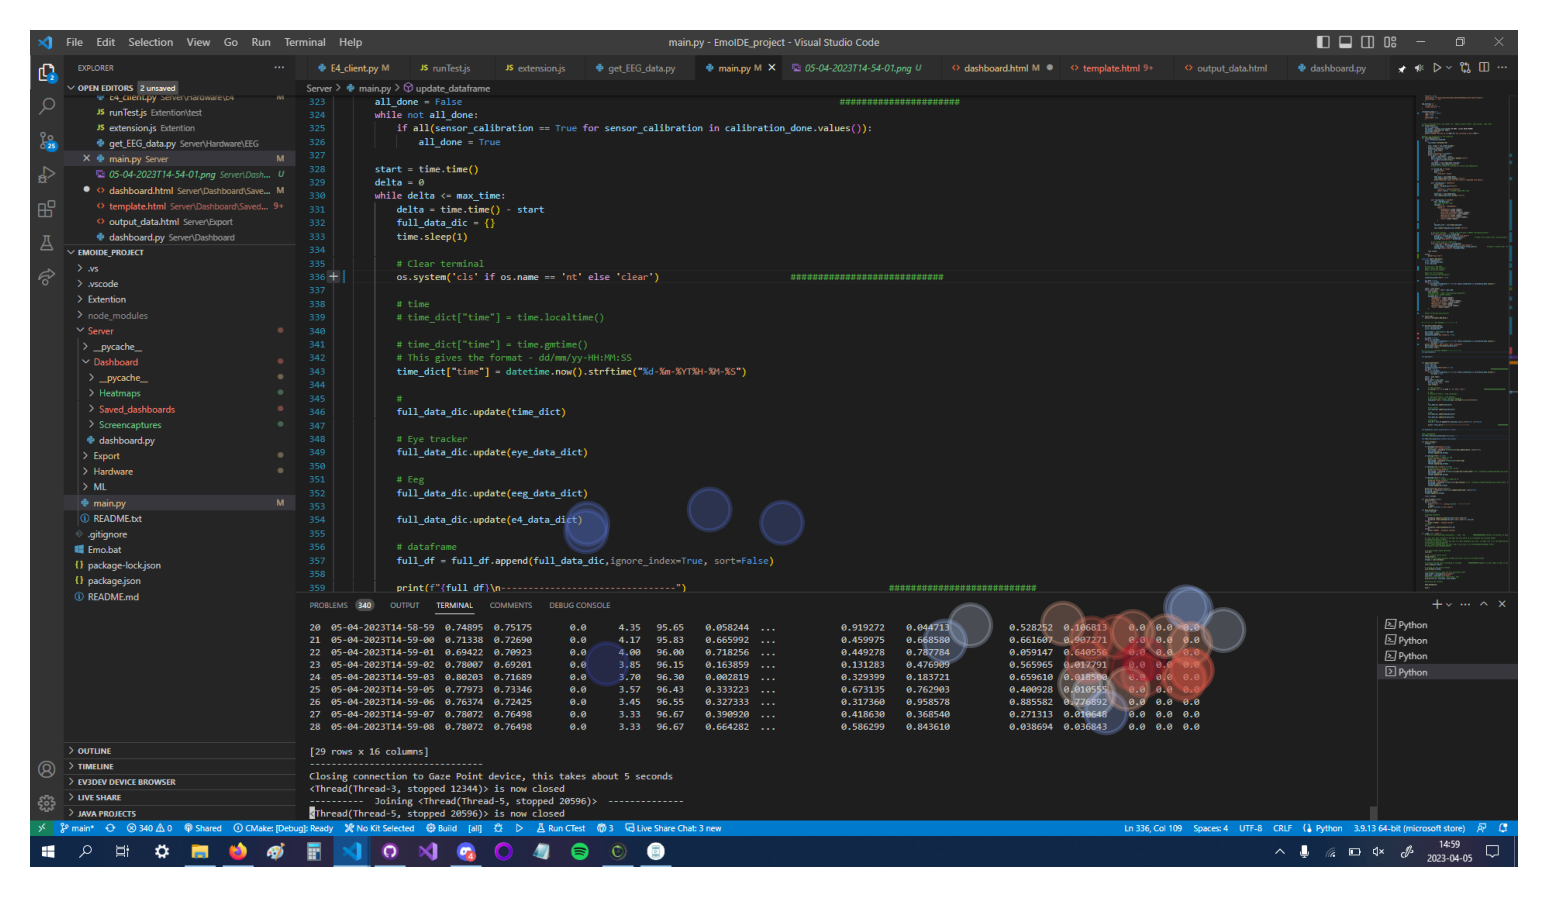 File Edit Selection View Go Run Terminal Help
main.py - EmoIDE_project - Visual Studio Code
EXPLORER
E4_client.py M JS runTest.js JS extension.js get_EEG_data.py main.py M 05-04-2023T14-54-01.png U dashboard.html M template.html 9+ output_data.html dashboard.py
OPEN EDITORS 2 unsaved
E4_client.py Server\Hardware\E4 M
JS runTest.js Extention\test
JS extension.js Extention
get_EEG_data.py Server\Hardware\EEG
main.py Server M
05-04-2023T14-54-01.png Server\Dash... U
dashboard.html Server\Dashboard\Save... M
template.html Server\Dashboard\Saved... 9+
output_data.html Server\Export
dashboard.py Server\Dashboard
EMOIDE_PROJECT
.vs
.vscode
Extention
node_modules
Server
__pycache__
Dashboard
__pycache__
Heatmaps
Saved_dashboards
Screencaptures
dashboard.py
Export
Hardware
ML
main.py M
README.txt
.gitignore
Emo.bat
{} package-lock.json
{} package.json
README.md
OUTLINE
TIMELINE
EV3DEV DEVICE BROWSER
LIVE SHARE
JAVA PROJECTS
Server > main.py > update_dataframe
323 all_done = False ######################
324 while not all_done:
325 if all(sensor_calibration == True for sensor_calibration in calibration_done.values()):
326 all_done = True
327
328 start = time.time()
329 delta = 0
330 while delta <= max_time:
331 delta = time.time() - start
332 full_data_dic = {}
333 time.sleep(1)
334
335 # Clear terminal
336 os.system('cls' if os.name == 'nt' else 'clear') ############################
337
338 # time
339 # time_dict["time"] = time.localtime()
340
341 # time_dict["time"] = time.gmtime()
342 # This gives the format - dd/mm/yy-HH:MM:SS
343 time_dict["time"] = datetime.now().strftime("%d-%m-%YT%H-%M-%S")
344
345 #
346 full_data_dic.update(time_dict)
347
348 # Eye tracker
349 full_data_dic.update(eye_data_dict)
350
351 # Eeg
352 full_data_dic.update(eeg_data_dict)
353
354 full_data_dic.update(e4_data_dict)
355
356 # dataframe
357 full_df = full_df.append(full_data_dic,ignore_index=True, sort=False)
358
359 print(f"{full_df}\n--------------------------------") ###########################
PROBLEMS 340 OUTPUT TERMINAL COMMENTS DEBUG CONSOLE
20 05-04-2023T14-58-59 0.74895 0.75175 0.0 4.35 95.65 0.058244 ... 0.919272 0.044713 0.528252 0.106813 0.0 0.0 0.0
21 05-04-2023T14-59-00 0.71338 0.72690 0.0 4.17 95.83 0.665992 ... 0.459975 0.668580 0.661607 0.907271 0.0 0.0 0.0
22 05-04-2023T14-59-01 0.69422 0.70923 0.0 4.00 96.00 0.718256 ... 0.449278 0.787784 0.059147 0.640556 0.0 0.0 0.0
23 05-04-2023T14-59-02 0.78007 0.69201 0.0 3.85 96.15 0.163859 ... 0.131283 0.476909 0.565965 0.017791 0.0 0.0 0.0
24 05-04-2023T14-59-03 0.80203 0.71689 0.0 3.70 96.30 0.002819 ... 0.329399 0.183721 0.659610 0.018500 0.0 0.0 0.0
25 05-04-2023T14-59-05 0.77973 0.73346 0.0 3.57 96.43 0.333223 ... 0.673135 0.762903 0.400928 0.010555 0.0 0.0 0.0
26 05-04-2023T14-59-06 0.76374 0.72425 0.0 3.45 96.55 0.327333 ... 0.317360 0.958578 0.885582 0.776892 0.0 0.0 0.0
27 05-04-2023T14-59-07 0.78072 0.76498 0.0 3.33 96.67 0.390920 ... 0.418630 0.368540 0.271313 0.010648 0.0 0.0 0.0
28 05-04-2023T14-59-08 0.78072 0.76498 0.0 3.33 96.67 0.664282 ... 0.586299 0.843610 0.038694 0.036843 0.0 0.0 0.0
[29 rows x 16 columns]
--------------------------------
Closing connection to Gaze Point device, this takes about 5 seconds
<Thread(Thread-3, stopped 12344)> is now closed
---------- Joining <Thread(Thread-5, stopped 20596)> --------------
<Thread(Thread-5, stopped 20596)> is now closed
Python
Python
Python
Python
main* 340 0 Shared CMake: [Debug]: Ready No Kit Selected Build [all] Run CTest 3 Live Share Chat: 3 new Ln 336, Col 109 Spaces: 4 UTF-8 CRLF Python 3.9.13 64-bit (microsoft store)
14:59
2023-04-05